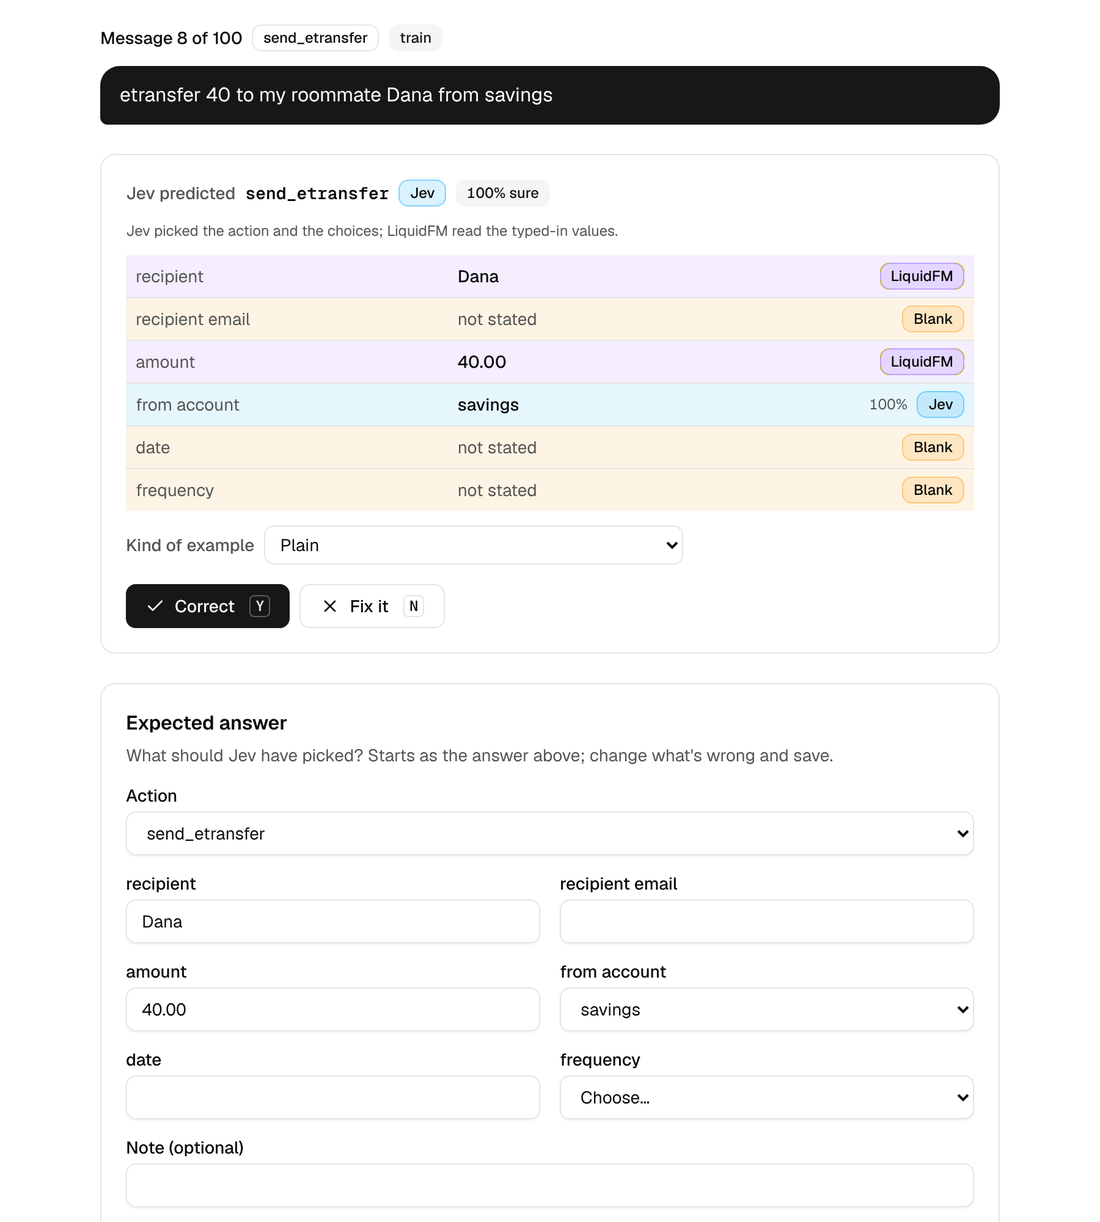 Message 8 of 100 send_etransfer train
etransfer 40 to my roommate Dana from savings
Jev predicted send_etransfer Jev 100% sure
Jev picked the action and the choices; LiquidFM read the typed-in values.
recipient Dana LiquidFM
recipient email not stated Blank
amount 40.00 LiquidFM
from account savings 100% Jev
date not stated Blank
frequency not stated Blank
Kind of example Plain
Correct Y Fix it N
Expected answer
What should Jev have picked? Starts as the answer above; change what's wrong and save.
Action
send_etransfer
recipient recipient email
Dana
amount from account
40.00 savings
date frequency
Choose...
Note (optional)